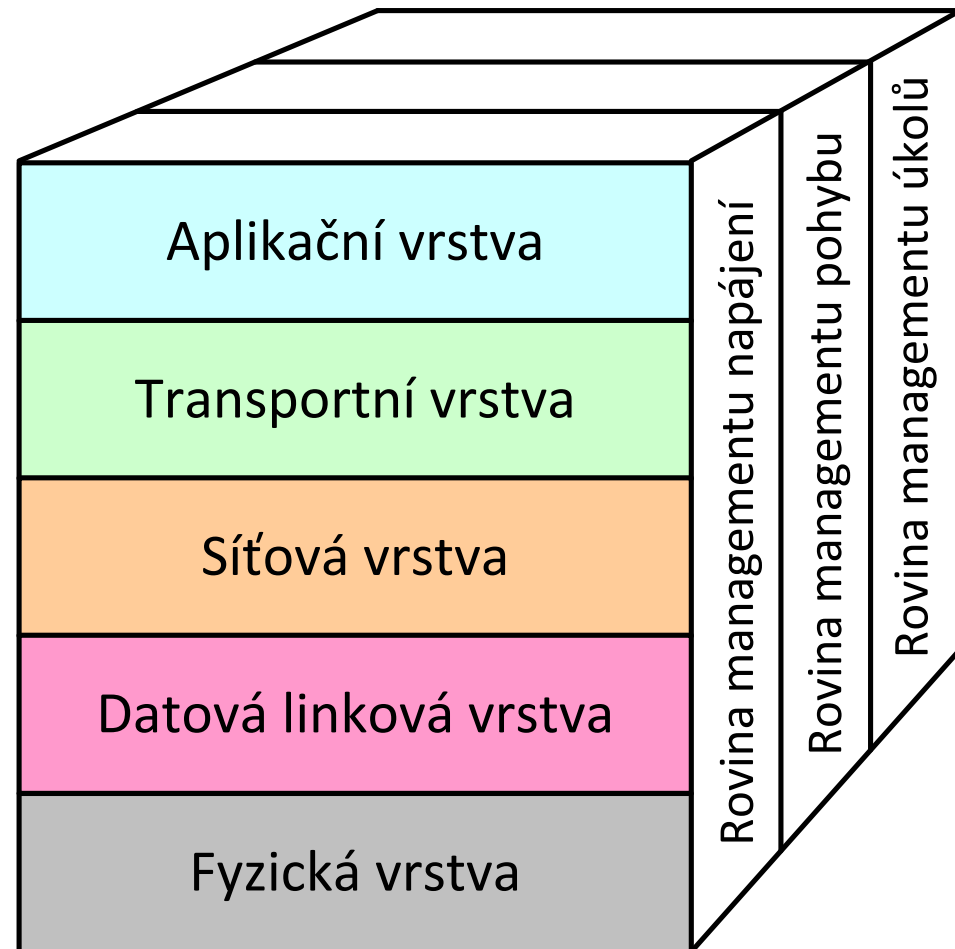 Aplikační vrstva
Transportní vrstva
Síťová vrstva
Datová linková vrstva
Fyzická vrstva
Rovina managementu napájení
Rovina managementu pohybu
Rovina managementu úkolů